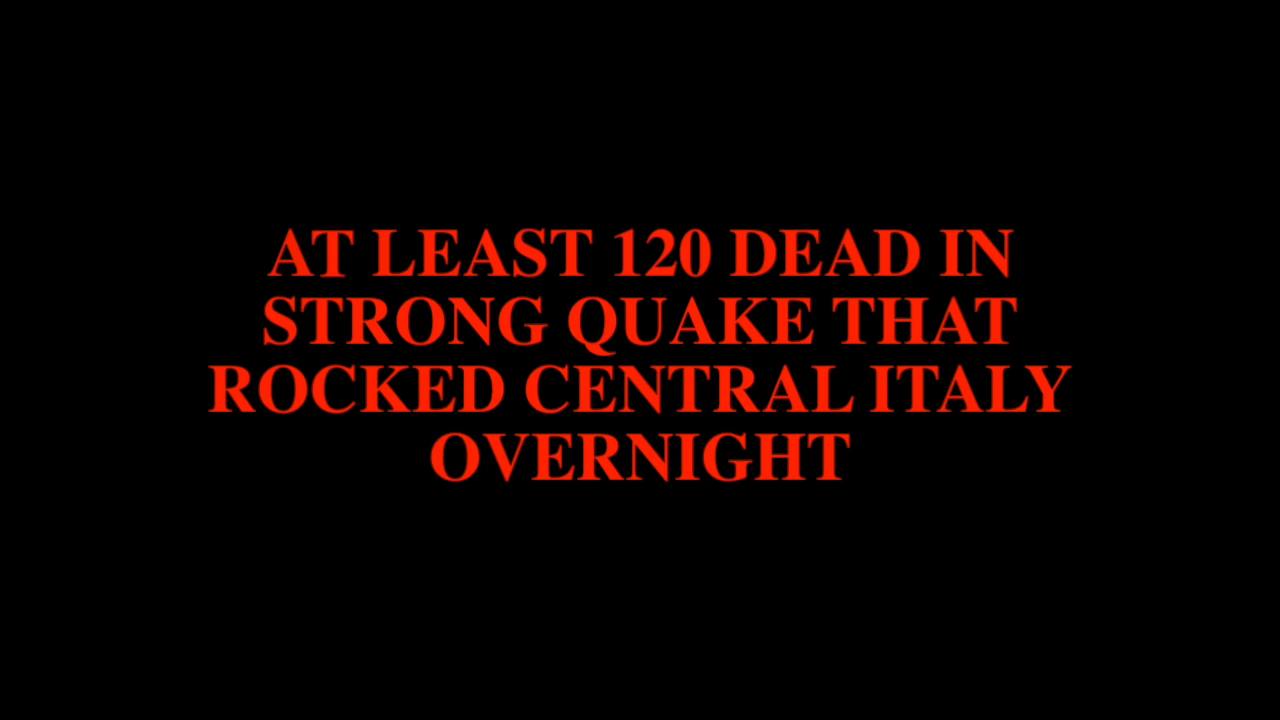 AT LEAST 120 DEAD IN
STRONG QUAKE THAT
ROCKED CENTRAL ITALY
OVERNIGHT